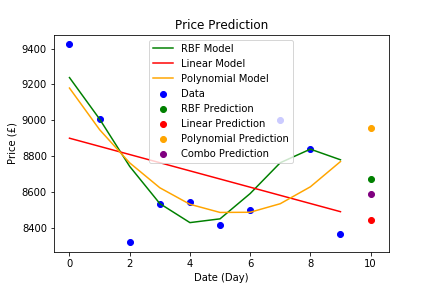 Price Prediction
RBF Model
Linear Model
Polynomial Model
Data
RBF Prediction
Linear Prediction
Polynomial Prediction
Combo Prediction
Price (£)
9400
9200
9000
8800
8600
8400
0 2 4 6 8 10
Date (Day)